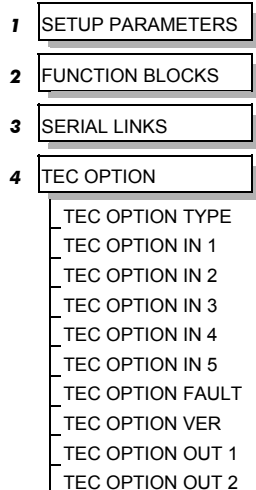 1 SETUP PARAMETERS
2 FUNCTION BLOCKS
3 SERIAL LINKS
4 TEC OPTION
TEC OPTION TYPE
TEC OPTION IN 1
TEC OPTION IN 2
TEC OPTION IN 3
TEC OPTION IN 4
TEC OPTION IN 5
TEC OPTION FAULT
TEC OPTION VER
TEC OPTION OUT 1
TEC OPTION OUT 2